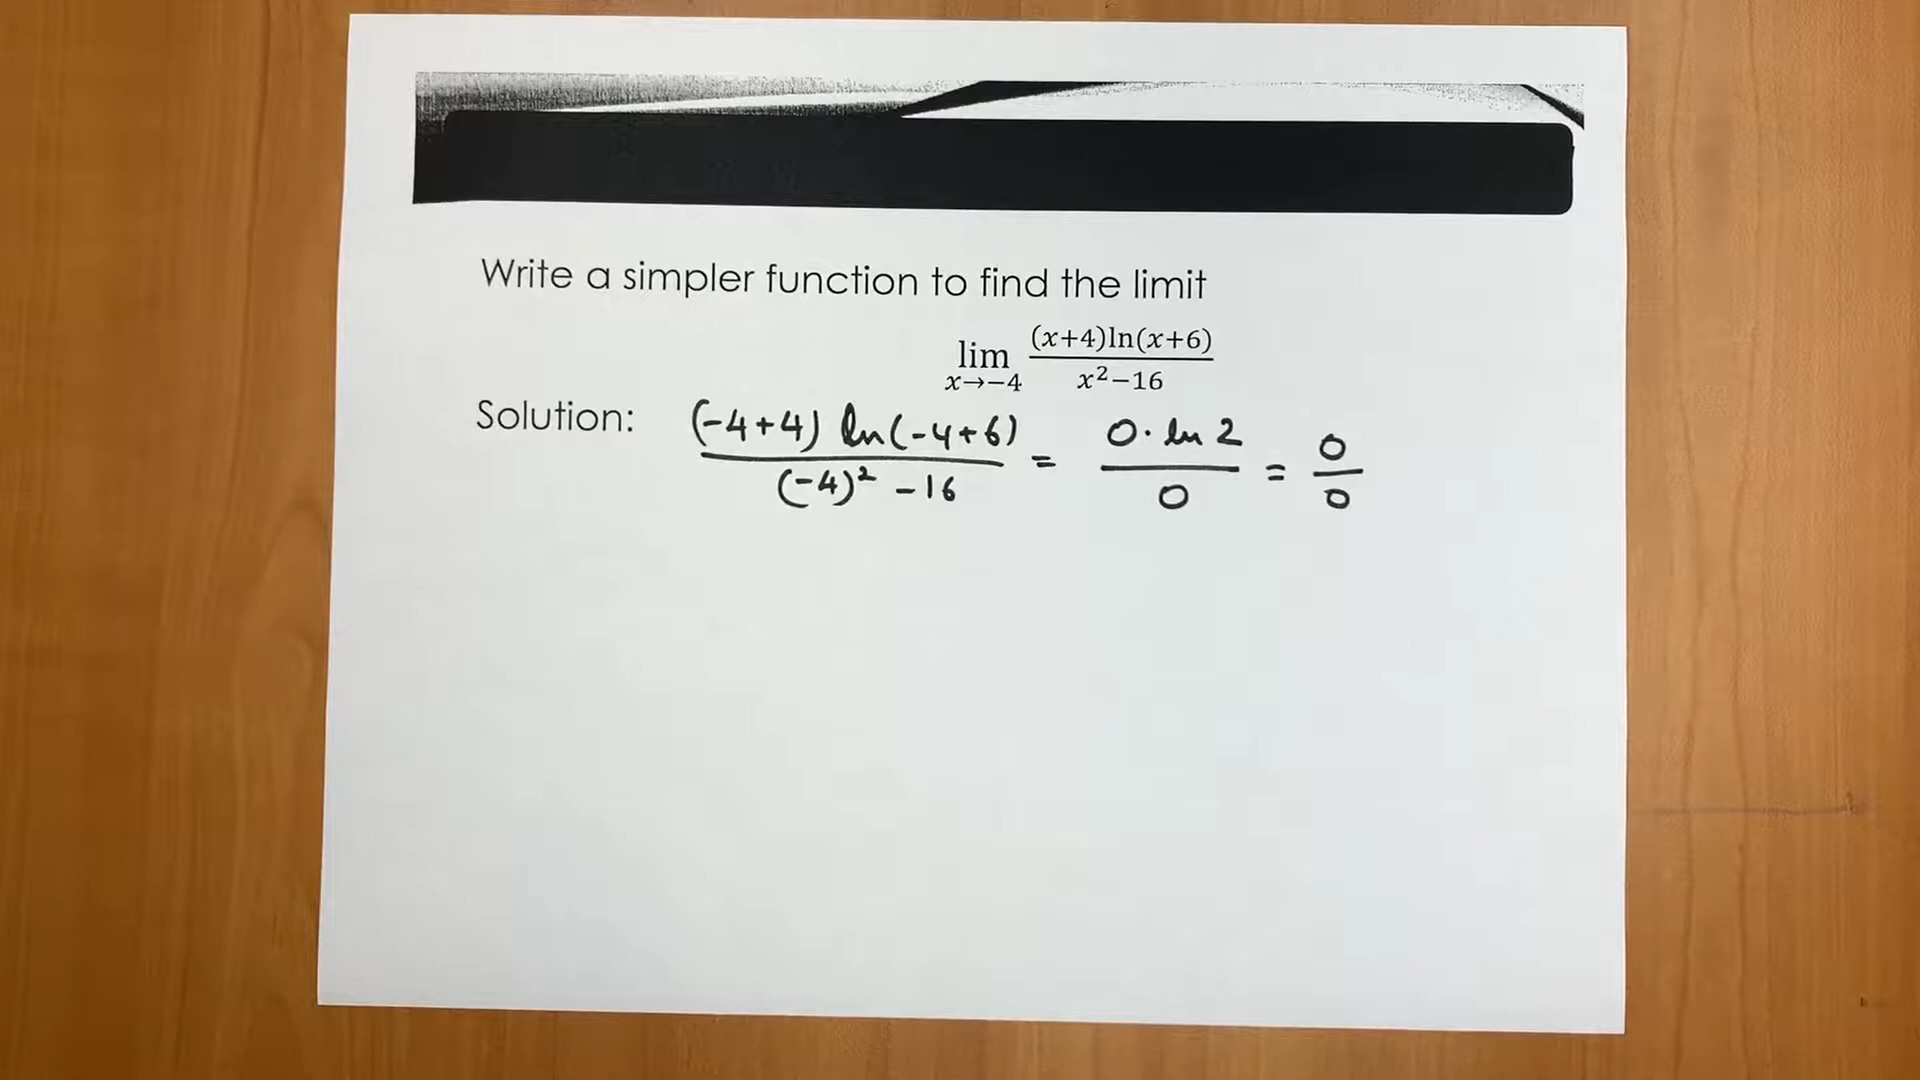 Write a simpler function to find the limit
lim x→−4 (x+4)ln(x+6) / x²−16
Solution: (-4+4) ln(-4+6) / (-4)² -16 = 0· ln 2 / 0 = 0 / 0